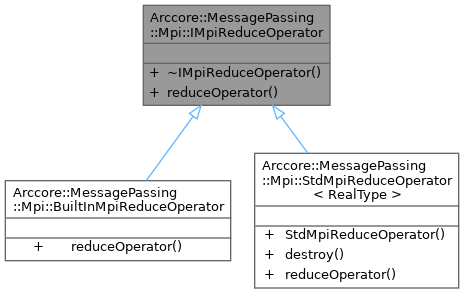 Arccore::MessagePassing
::Mpi::IMpiReduceOperator
+ ~IMpiReduceOperator()
+ reduceOperator()
Arccore::MessagePassing
::Mpi::BuiltInMpiReduceOperator
+ reduceOperator()
Arccore::MessagePassing
::Mpi::StdMpiReduceOperator
< RealType >
+ StdMpiReduceOperator()
+ destroy()
+ reduceOperator()